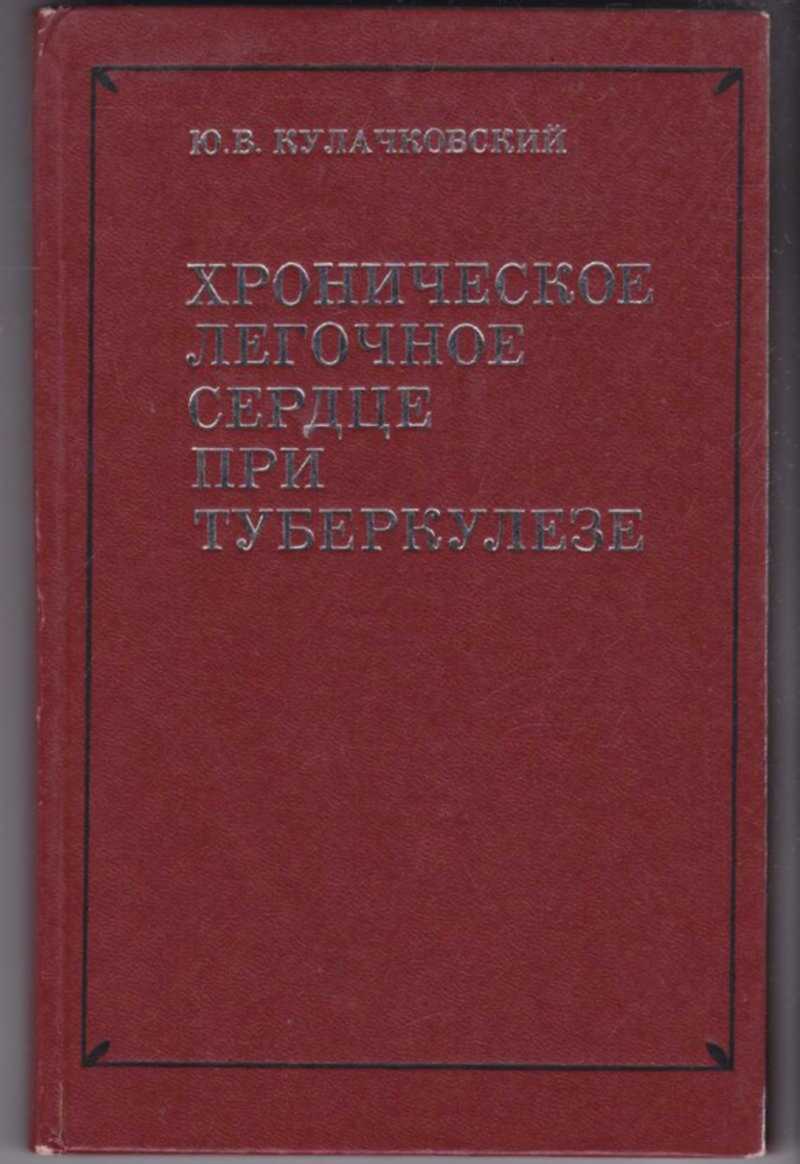 Ю.В. КУЛАЧКОВСКИЙ
ХРОНИЧЕСКОЕ
ЛЕГОЧНОЕ
СЕРДЦЕ
ПРИ
ТУБЕРКУЛЕЗЕ